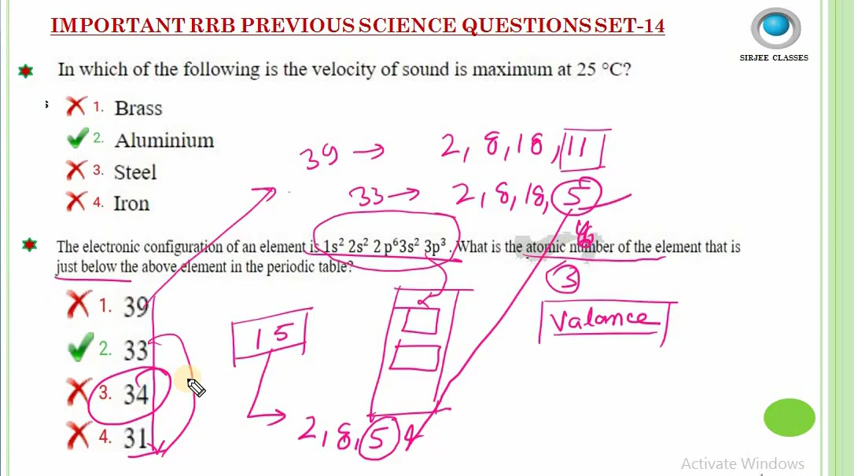 IMPORTANT RRB PREVIOUS SCIENCE QUESTIONS SET-14
SIRJEE CLASSES
In which of the following is the velocity of sound is maximum at 25 °C?
1. Brass
2. Aluminium
3. Steel
4. Iron
39 → 2, 8, 18, 11
33 → 2, 8, 18, 5
The electronic configuration of an element is 1s² 2s² 2 p⁶3s² 3p³. What is the atomic number of the element that is
just below the above element in the periodic table?
3
1. 39
2. 33
3. 34
4. 31
15
Valance
2, 8, 5
Activate Windows